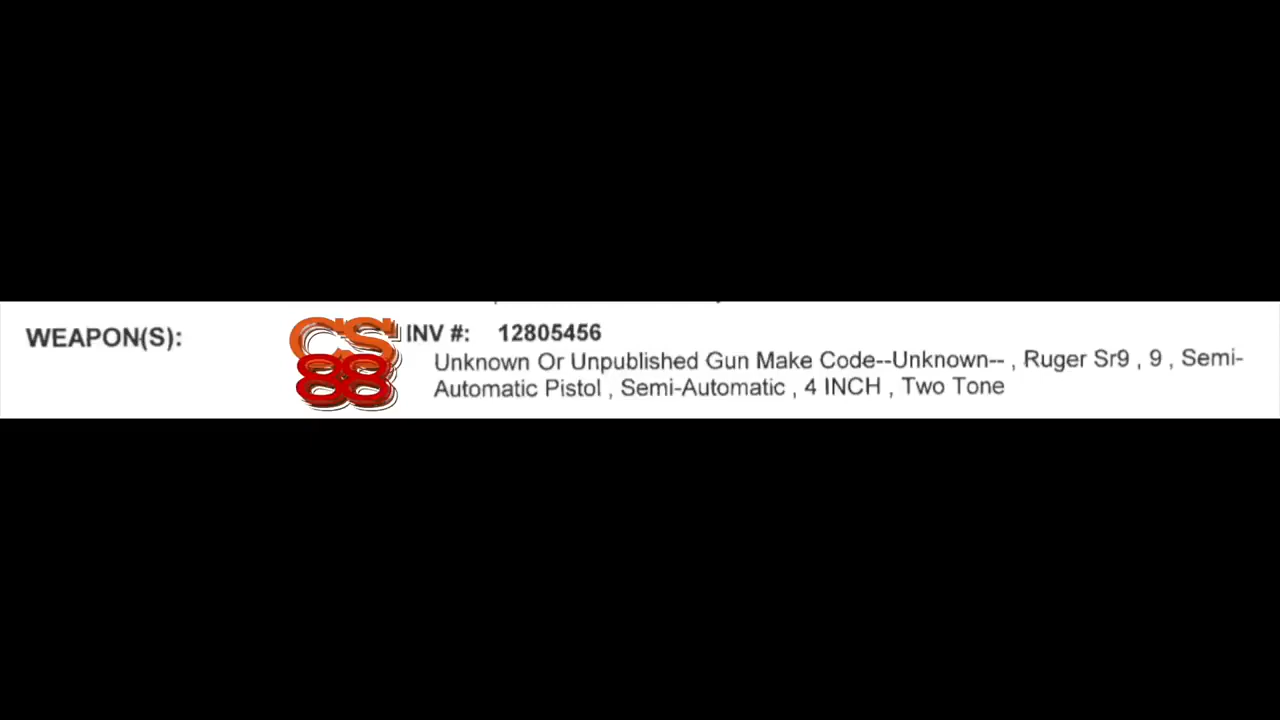 WEAPON(S):
CS
88
INV #: 12805456
Unknown Or Unpublished Gun Make Code--Unknown-- , Ruger Sr9 , 9 , Semi-
Automatic Pistol , Semi-Automatic , 4 INCH , Two Tone